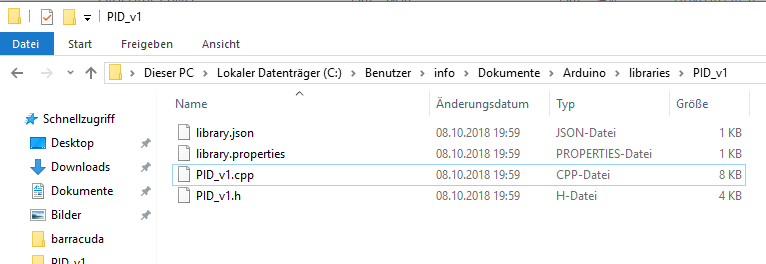 PID_v1
Datei Start Freigeben Ansicht
Dieser PC > Lokaler Datenträger (C:) > Benutzer > info > Dokumente > Arduino > libraries > PID_v1
Name Änderungsdatum Typ Größe
Schnellzugriff
library.json 08.10.2018 19:59 JSON-Datei 1 KB
Desktop
library.properties 08.10.2018 19:59 PROPERTIES-Datei 1 KB
Downloads
PID_v1.cpp 08.10.2018 19:59 CPP-Datei 8 KB
Dokumente
PID_v1.h 08.10.2018 19:59 H-Datei 4 KB
Bilder
barracuda
PID_v1